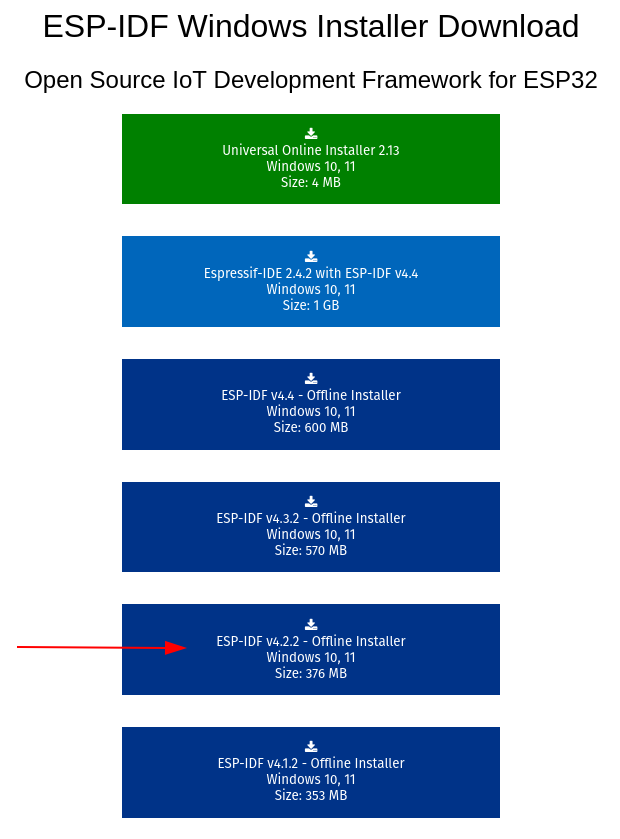 ESP-IDF Windows Installer Download
Open Source IoT Development Framework for ESP32
Universal Online Installer 2.13
Windows 10, 11
Size: 4 MB
Espressif-IDE 2.4.2 with ESP-IDF v4.4
Windows 10, 11
Size: 1 GB
ESP-IDF v4.4 - Offline Installer
Windows 10, 11
Size: 600 MB
ESP-IDF v4.3.2 - Offline Installer
Windows 10, 11
Size: 570 MB
ESP-IDF v4.2.2 - Offline Installer
Windows 10, 11
Size: 376 MB
ESP-IDF v4.1.2 - Offline Installer
Windows 10, 11
Size: 353 MB